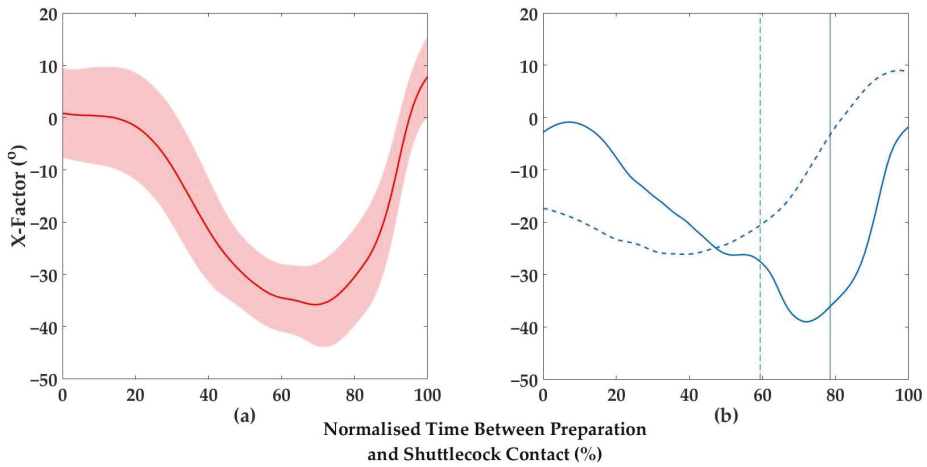 20
10
0
−10
−20
−30
−40
−50
X-Factor (o)
0 20 40 60 80 100
(a)
20
10
0
−10
−20
−30
−40
−50
0 20 40 60 80 100
(b)
Normalised Time Between Preparation
and Shuttlecock Contact (%)